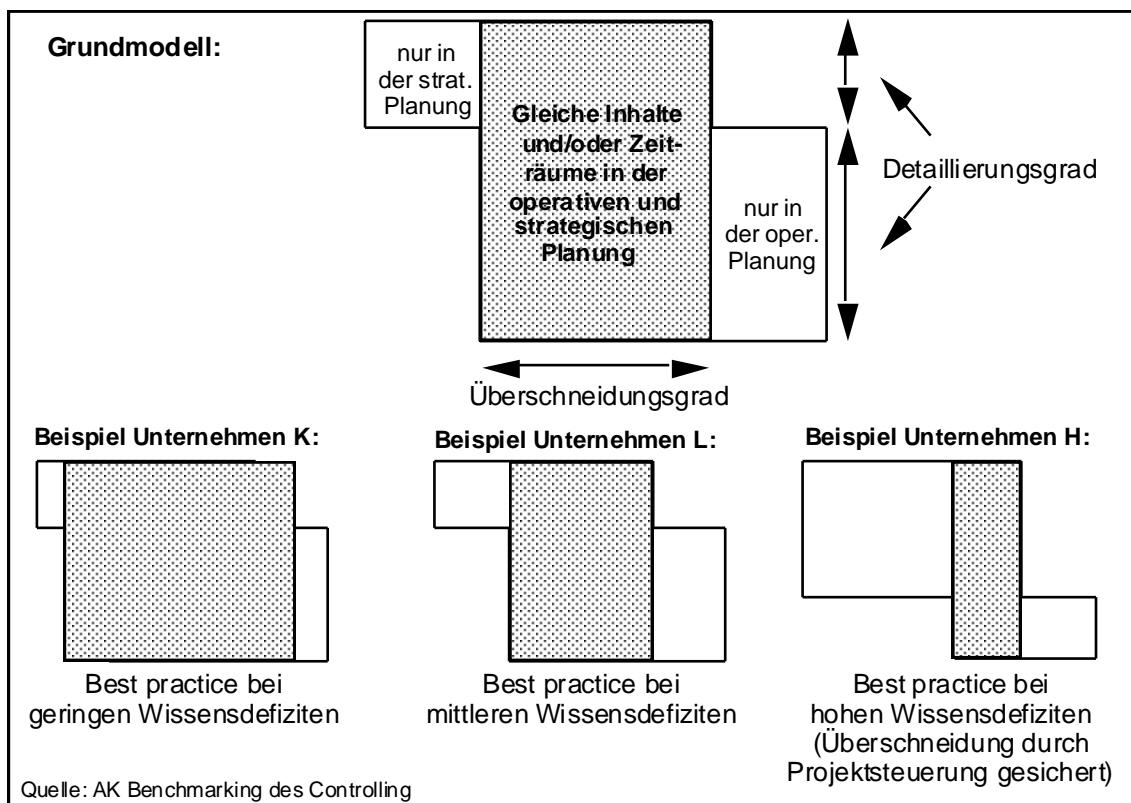 Grundmodell:
nur in
der strat.
Planung
Gleiche Inhalte
und/oder Zeit-
räume in der
operativen und
strategischen
Planung
nur in
der oper.
Planung
Detaillierungsgrad
Überschneidungsgrad
Beispiel Unternehmen K:
Best practice bei
geringen Wissensdefiziten
Beispiel Unternehmen L:
Best practice bei
mittleren Wissensdefiziten
Beispiel Unternehmen H:
Best practice bei
hohen Wissensdefiziten
(Überschneidung durch
Projektsteuerung gesichert)
Quelle: AK Benchmarking des Controlling